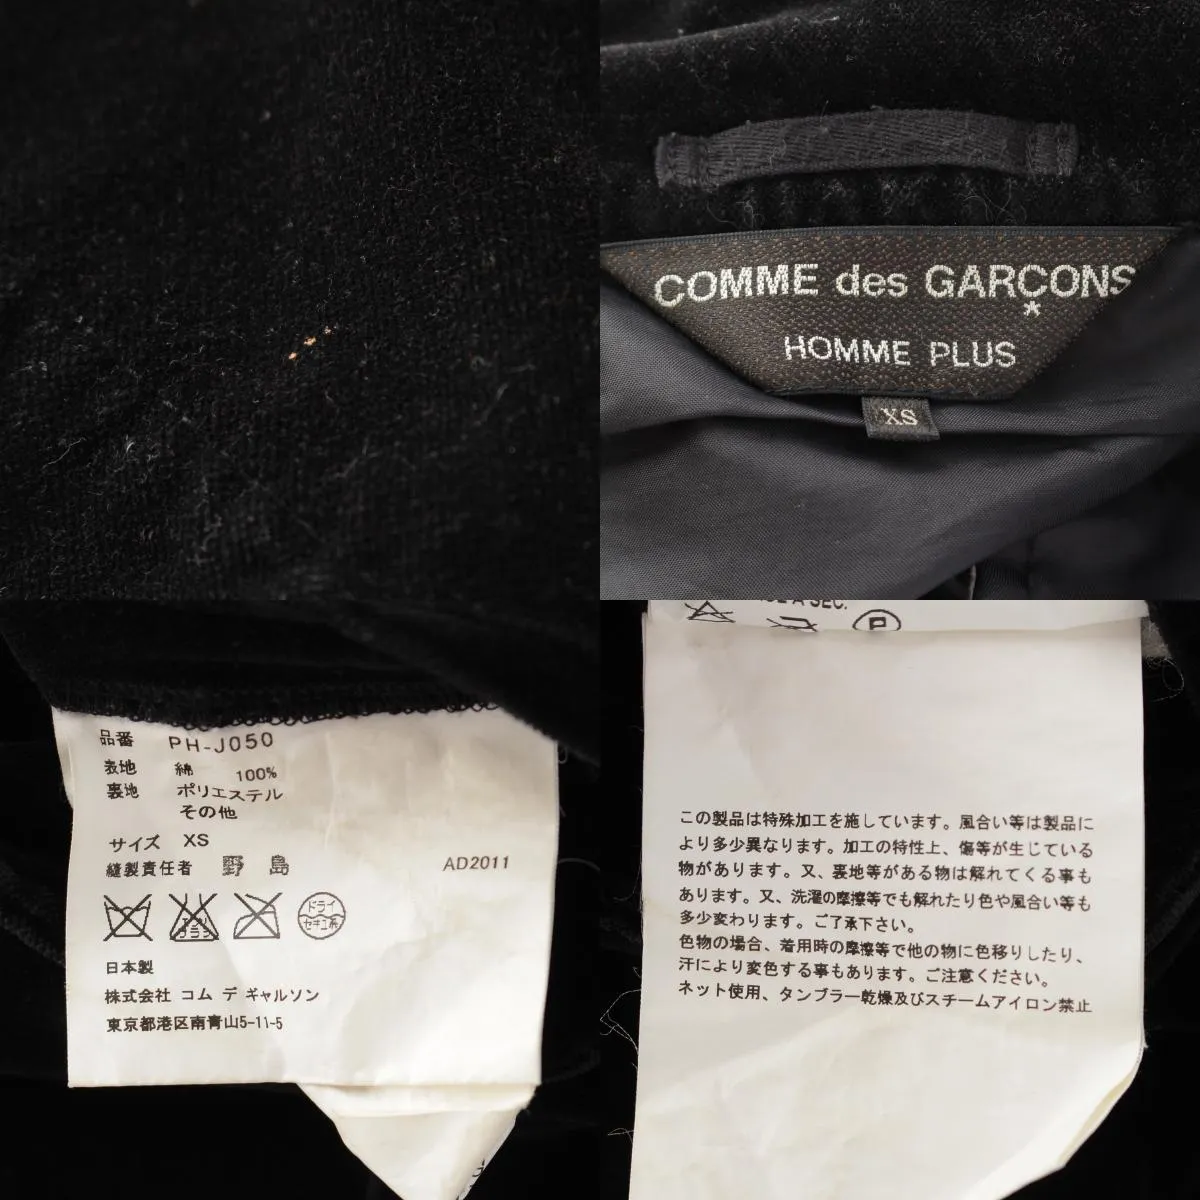 COMME des GARÇONS
HOMME PLUS
XS
品番 PH-J050
表地 綿 100%
裏地 ポリエステル
その他
サイズ XS
縫製責任者 野島 AD2011
ドライ
セキユ系
日本製
株式会社 コム デ ギャルソン
東京都港区南青山5-11-5
A SEC.
P
この製品は特殊加工を施しています。風合い等は製品に
より多少異なります。加工の特性上、傷等が生じている
物があります。又、裏地等がある物は解れてくる事も
あります。又、洗濯の摩擦等でも解れたり色や風合い等も
多少変わります。ご了承下さい。
色物の場合、着用時の摩擦等で他の物に色移りしたり、
汗により変色する事もあります。ご注意ください。
ネット使用、タンブラー乾燥及びスチームアイロン禁止